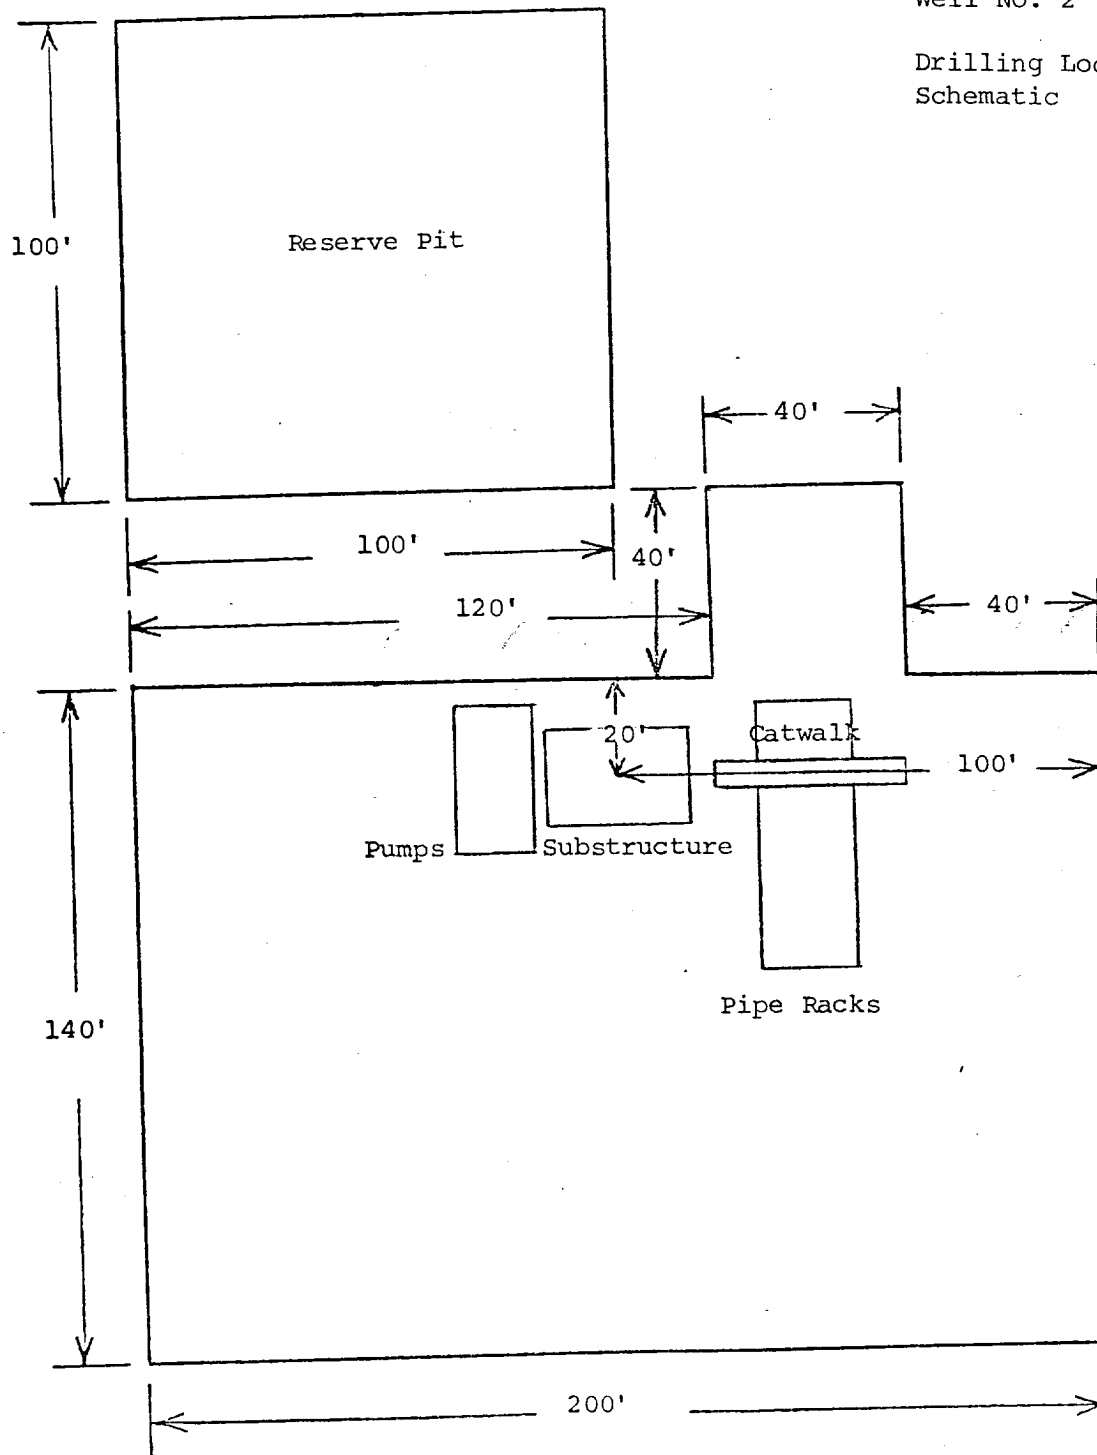 Well No. 2
Drilling Loc
Schematic
100'
Reserve Pit
40'
100'
40'
120'
40'
20'
Catwalk
100'
Pumps
Substructure
Pipe Racks
140'
200'